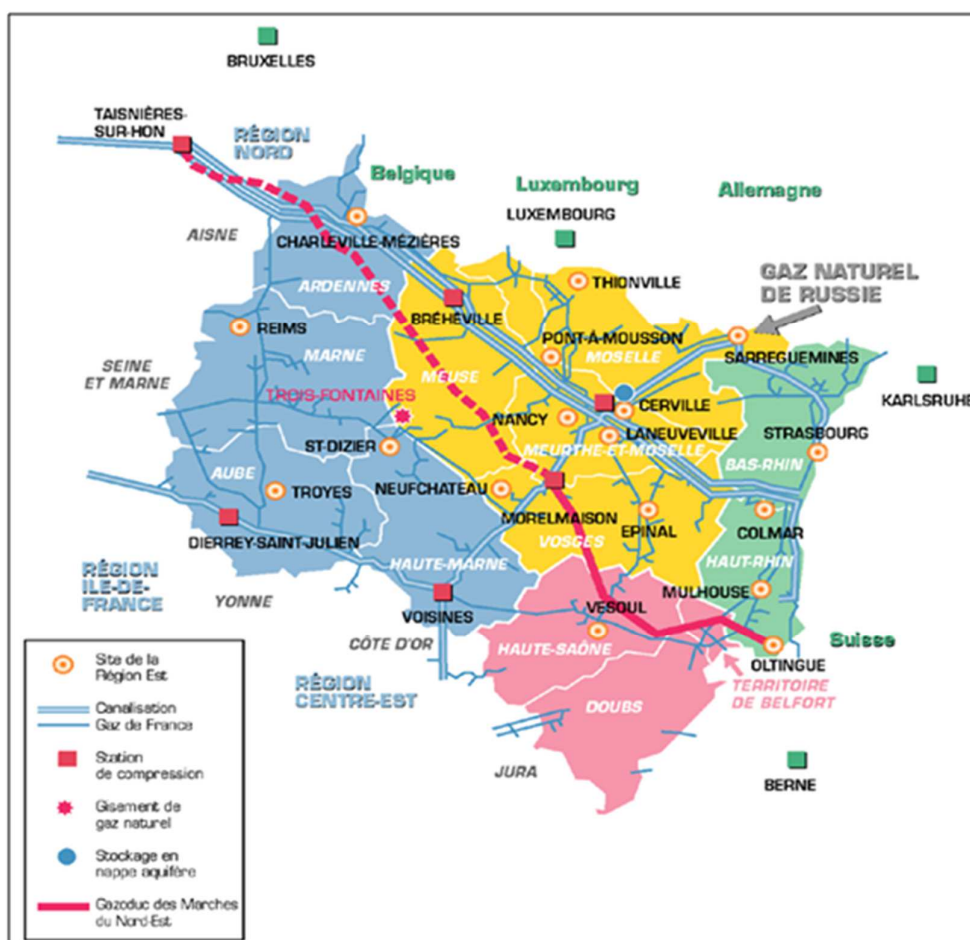 BRUXELLES
TAISNIÈRES-
SUR-HON
RÉGION
NORD
Belgique
Luxembourg
Allemagne
LUXEMBOURG
AISNE
CHARLEVILLE-MÉZIÈRES
THIONVILLE
GAZ NATUREL
DE RUSSIE
ARDENNES
BRÉHÉVILLE
REIMS
PONT-À-MOUSSON
MOSELLE
SARREGUEMINES
MARNE
SEINE
ET MARNE
MEUSE
KARLSRUHE
TROIS-FONTAINES
CERVILLE
NANCY
LANEUVEVILLE
STRASBOURG
ST-DIZIER
MEURTHE-ET-MOSELLE
BAS-RHIN
AUBE
TROYES
NEUFCHATEAU
MORELMAISON
EPINAL
COLMAR
DIERREY-SAINT-JULIEN
VOSGES
HAUTE-MARNE
HAUT-RHIN
RÉGION
ILE-DE-
FRANCE
YONNE
MULHOUSE
VOISINES
VESOUL
CÔTE D'OR
HAUTE-SAÔNE
Suisse
OLTINGUE
RÉGION
CENTRE-EST
TERRITOIRE
DE BELFORT
DOUBS
JURA
BERNE
Site de la
Région Est
Canalisation
Gaz de France
Station
de compression
Gisement de
gaz naturel
Stockage en
nappe aquifère
Gazoduc des Marches
du Nord-Est